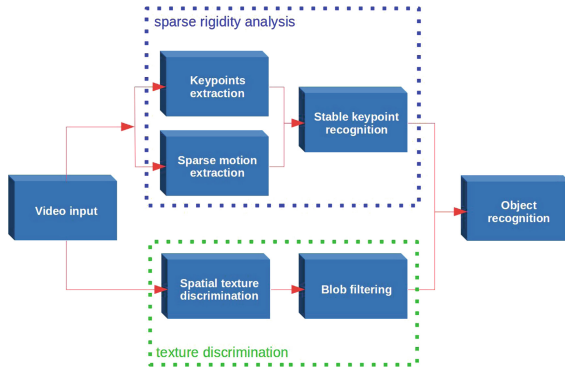 sparse rigidity analysis
Keypoints
extraction
Stable keypoint
recognition
Sparse motion
extraction
Video input
Object
recognition
Spatial texture
discrimination
Blob filtering
texture discrimination